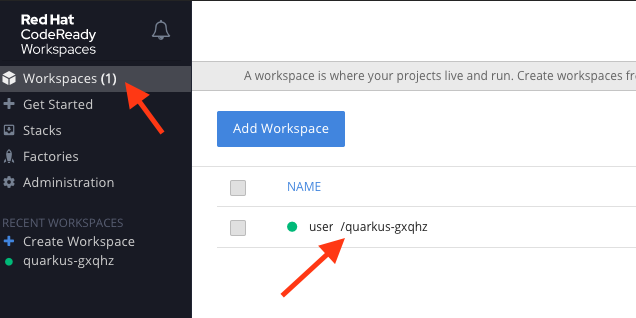 Red Hat
CodeReady
Workspaces
Workspaces (1)
Get Started
Stacks
Factories
Administration
RECENT WORKSPACES
Create Workspace
quarkus-gxqhz
A workspace is where your projects live and run. Create workspaces fr
Add Workspace
NAME
user /quarkus-gxqhz